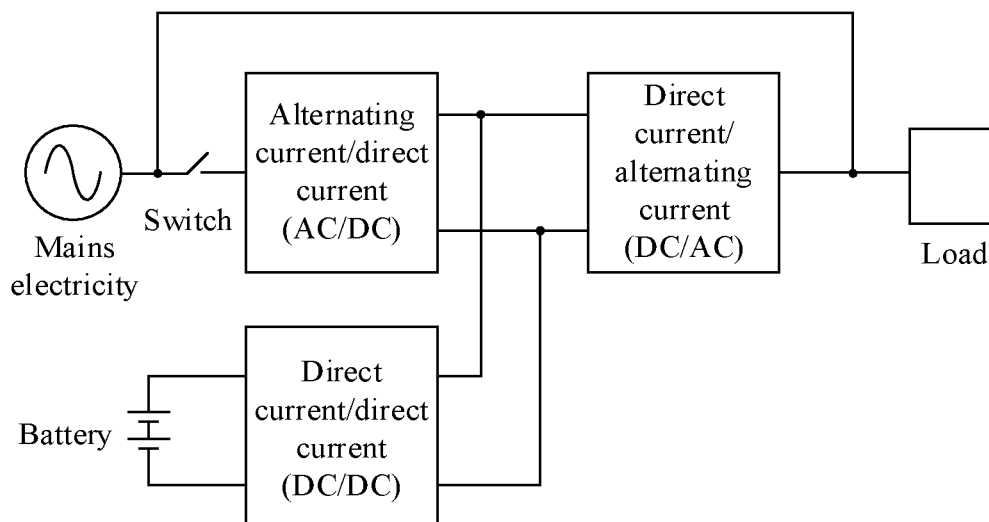 Alternating
current/direct
current
(AC/DC)
Direct
current/
alternating
current
(DC/AC)
Switch
Mains
electricity
Load
Direct
current/direct
current
(DC/DC)
Battery